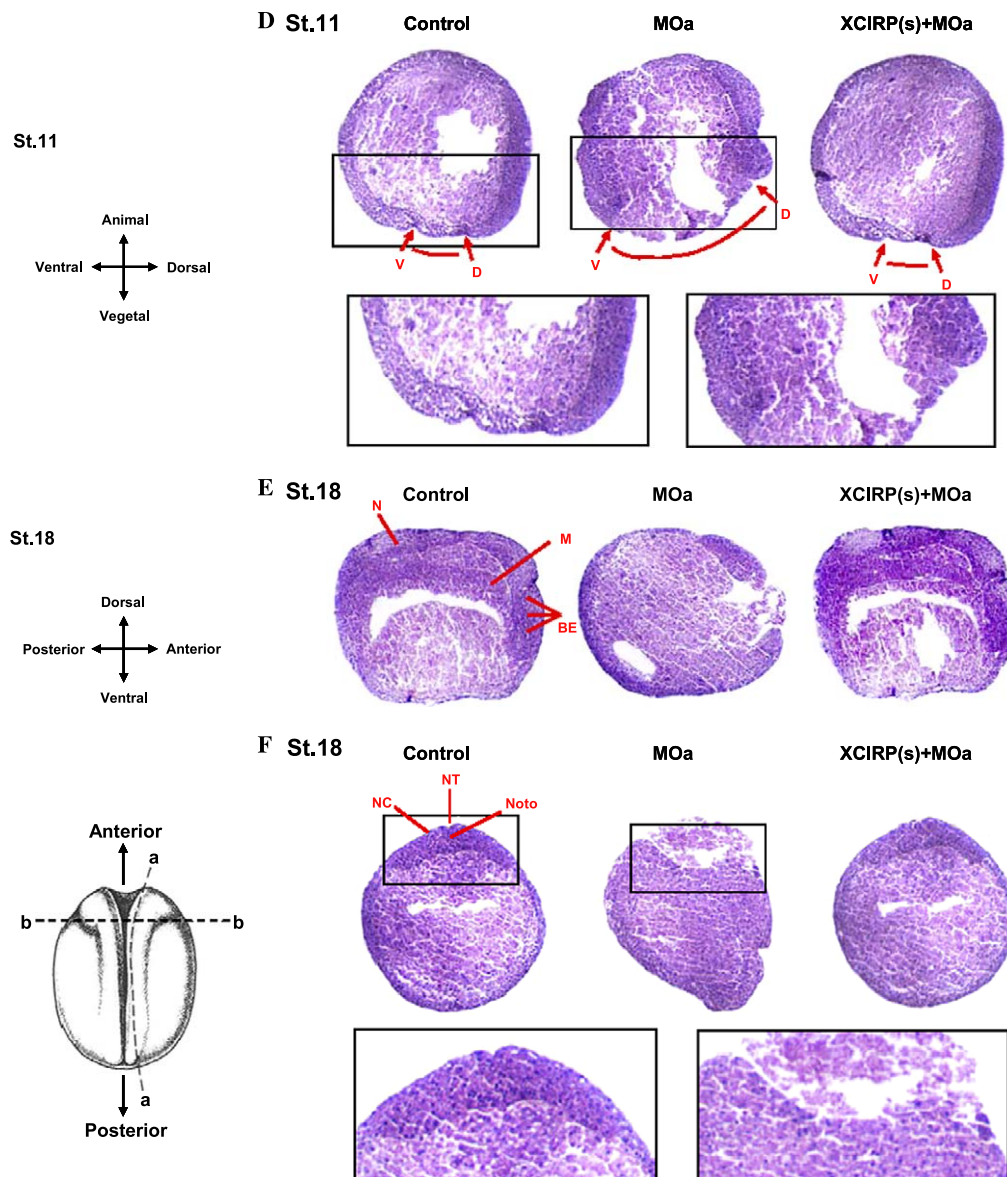 D St.11
Control
MOa
XCIRP(s)+MOa
St.11
Animal
Ventral
Dorsal
Vegetal
V
D
V
D
V
D
E St.18
Control
MOa
XCIRP(s)+MOa
N
M
BE
St.18
Dorsal
Posterior
Anterior
Ventral
F St.18
Control
MOa
XCIRP(s)+MOa
NT
NC
Noto
Anterior
a
b
b
a
Posterior